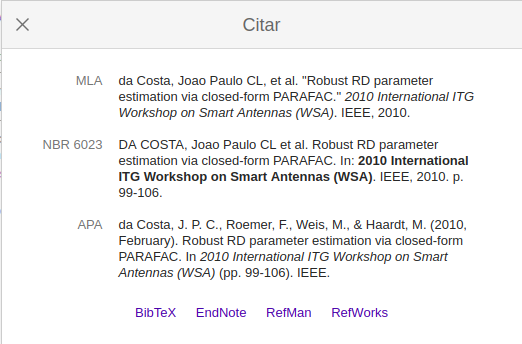 Citar
MLA
da Costa, Joao Paulo CL, et al. "Robust RD parameter
estimation via closed-form PARAFAC." 2010 International ITG
Workshop on Smart Antennas (WSA). IEEE, 2010.
NBR 6023
DA COSTA, Joao Paulo CL et al. Robust RD parameter
estimation via closed-form PARAFAC. In: 2010 International
ITG Workshop on Smart Antennas (WSA). IEEE, 2010. p.
99-106.
APA
da Costa, J. P. C., Roemer, F., Weis, M., & Haardt, M. (2010,
February). Robust RD parameter estimation via closed-form
PARAFAC. In 2010 International ITG Workshop on Smart
Antennas (WSA) (pp. 99-106). IEEE.
BibTeX EndNote RefMan RefWorks